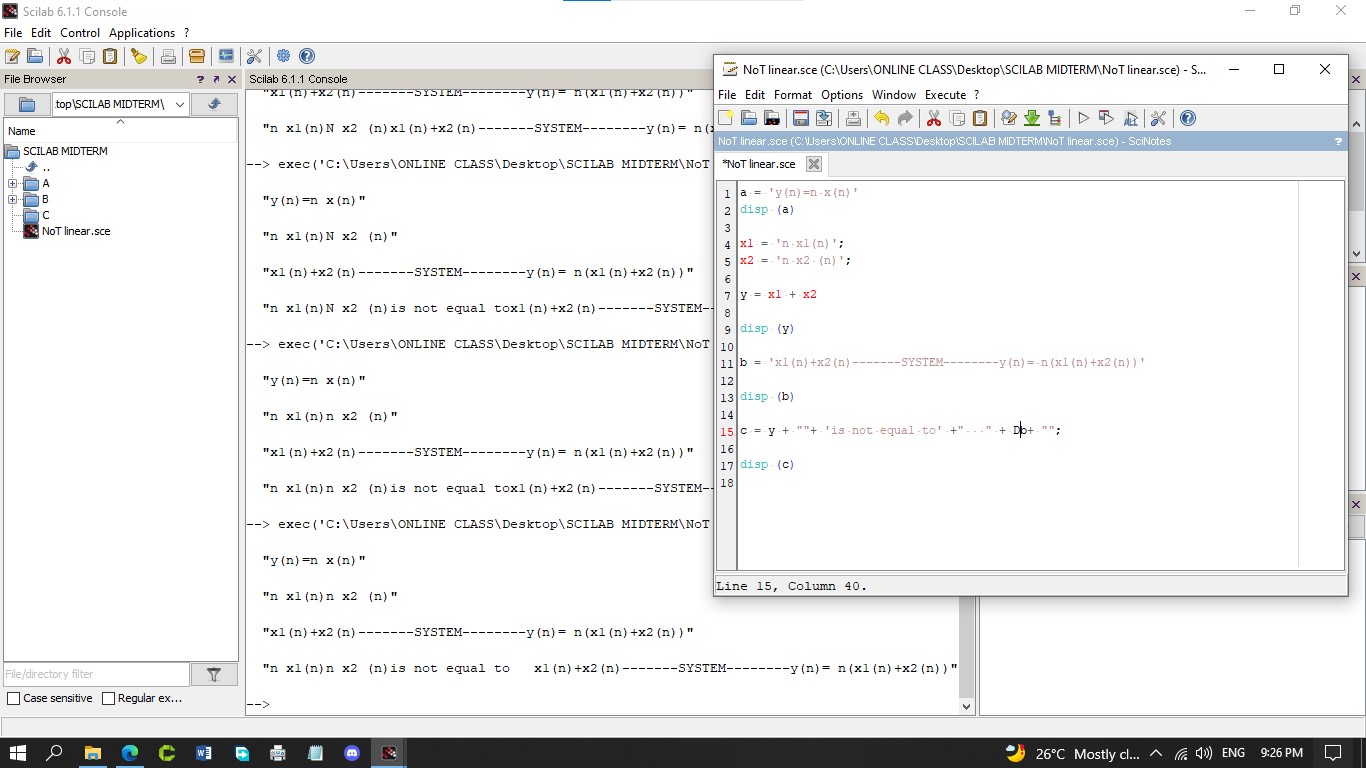 Scilab 6.1.1 Console
File Edit Control Applications ?
File Browser ? 
top\SCILAB MIDTERM\
Name
SCILAB MIDTERM
..
A
B
C
NoT linear.sce
File/directory filter
Case sensitive Regular ex...
Scilab 6.1.1 Console
"x1(n)+x2(n)-------SYSTEM--------y(n)= n(x1(n)+x2(n))"
"n x1(n)N x2 (n)x1(n)+x2(n)-------SYSTEM--------y(n)= n(x
--> exec('C:\Users\ONLINE CLASS\Desktop\SCILAB MIDTERM\NoT
"y(n)=n x(n)"
"n x1(n)N x2 (n)"
"x1(n)+x2(n)-------SYSTEM--------y(n)= n(x1(n)+x2(n))"
"n x1(n)N x2 (n)is not equal tox1(n)+x2(n)-------SYSTEM--
--> exec('C:\Users\ONLINE CLASS\Desktop\SCILAB MIDTERM\NoT
"y(n)=n x(n)"
"n x1(n)n x2 (n)"
"x1(n)+x2(n)-------SYSTEM--------y(n)= n(x1(n)+x2(n))"
"n x1(n)n x2 (n)is not equal tox1(n)+x2(n)-------SYSTEM--
--> exec('C:\Users\ONLINE CLASS\Desktop\SCILAB MIDTERM\NoT
"y(n)=n x(n)"
"n x1(n)n x2 (n)"
"x1(n)+x2(n)-------SYSTEM--------y(n)= n(x1(n)+x2(n))"
"n x1(n)n x2 (n)is not equal to   x1(n)+x2(n)-------SYSTEM--------y(n)= n(x1(n)+x2(n))"
-->
NoT linear.sce (C:\Users\ONLINE CLASS\Desktop\SCILAB MIDTERM\NoT linear.sce) - S...
File Edit Format Options Window Execute ?
NoT linear.sce (C:\Users\ONLINE CLASS\Desktop\SCILAB MIDTERM\NoT linear.sce) - SciNotes ?
*NoT linear.sce
1 a = 'y(n)=n x(n)'
2 disp (a)
3
4 x1 = 'n x1(n)';
5 x2 = 'n x2 (n)';
6
7 y = x1 + x2
8
9 disp (y)
10
11 b = 'x1(n)+x2(n)-------SYSTEM--------y(n)= n(x1(n)+x2(n))'
12
13 disp (b)
14
15 c = y + ""+ 'is not equal to' +"   " + Db+ "";
16
17 disp (c)
18
Line 15, Column 40.
26°C Mostly cl... ENG 9:26 PM